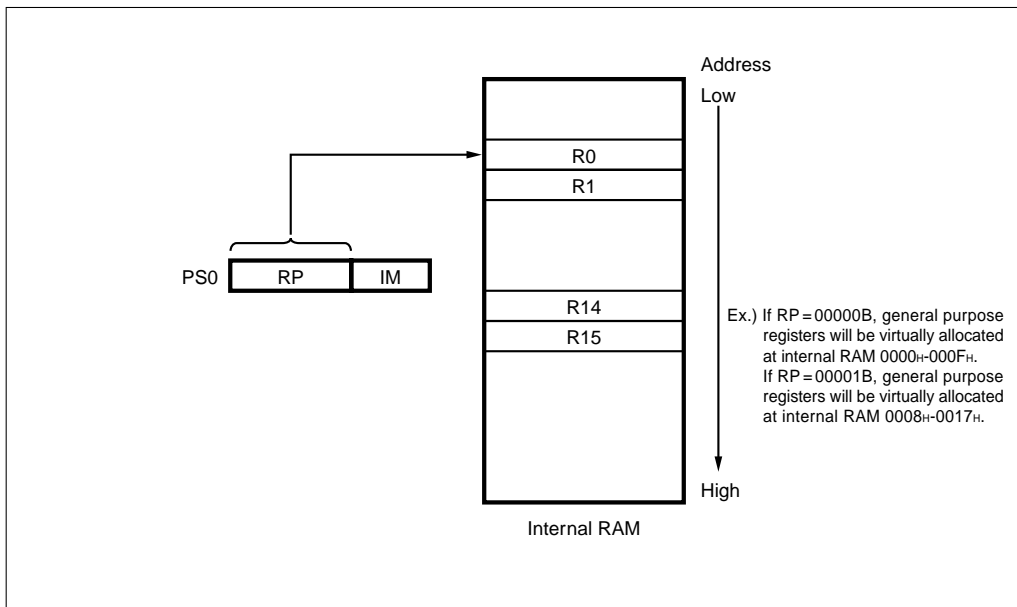 Address
Low
R0
R1
PS0 RP IM
R14
R15
Ex.) If RP=00000B, general purpose
registers will be virtually allocated
at internal RAM 0000H-000FH.
If RP=00001B, general purpose
registers will be virtually allocated
at internal RAM 0008H-0017H.
High
Internal RAM